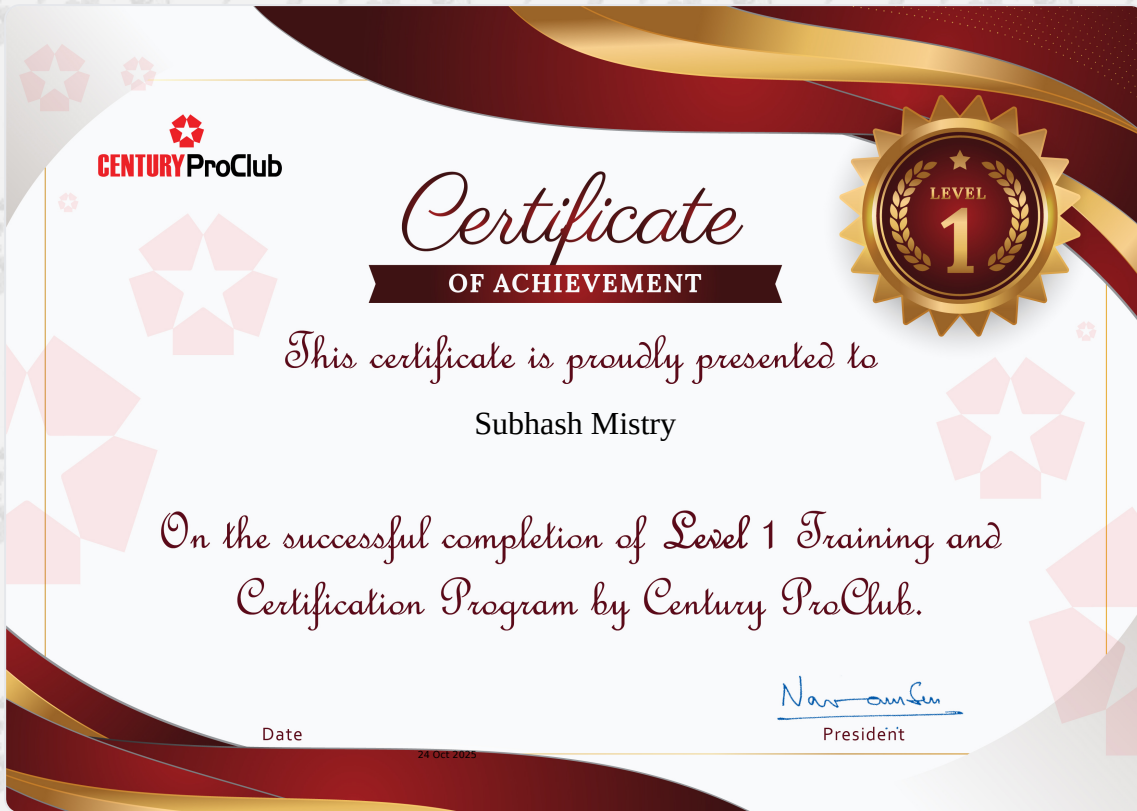 CENTURY ProClub
LEVEL
1
Certificate
OF ACHIEVEMENT
This certificate is proudly presented to
Subhash Mistry
On the successful completion of Level 1 Training and
Certification Program by Century ProClub.
Date
President
24 Oct 2025